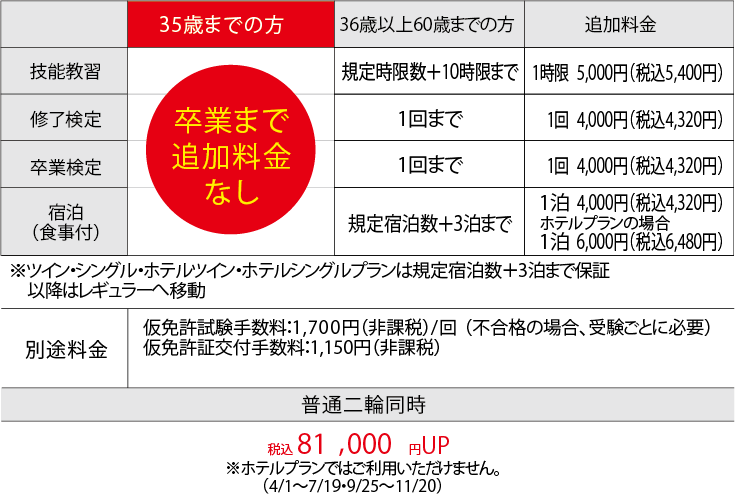 35歳までの方 36歳以上60歳までの方 追加料金
技能教習 規定時限数＋10時限まで 1時限 5,000円（税込5,400円）
卒業まで
追加料金
なし
修了検定 1回まで 1回 4,000円（税込4,320円）
卒業検定 1回まで 1回 4,000円（税込4,320円）
宿泊
（食事付） 規定宿泊数＋3泊まで 1泊 4,000円（税込4,320円）
ホテルプランの場合
1泊 6,000円（税込6,480円）
※ツイン・シングル・ホテルツイン・ホテルシングルプランは規定宿泊数＋3泊まで保証
以降はレギュラーへ移動
別途料金 仮免許試験手数料：1,700円（非課税）/回 （不合格の場合、受験ごとに必要）
仮免許証交付手数料：1,150円（非課税）
普通二輪同時
税込 81 ,000 円UP
※ホテルプランではご利用いただけません。
（4/1〜7/19・9/25〜11/20）